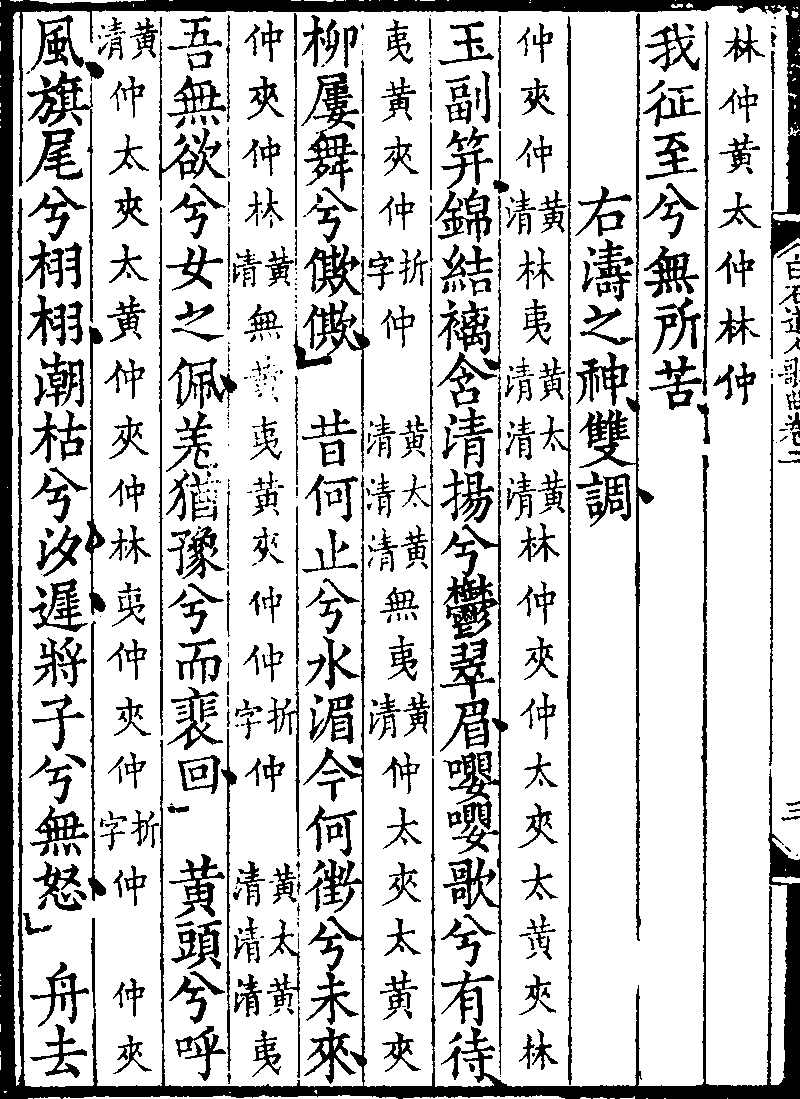 林仲黃太仲林仲
我征至兮無所苦
右濤之神雙調
仲夾仲黃清林夷黃清太清黃清林仲夾仲太夾太黃夾林
玉副笄錦結褵含清揚兮鬱翠眉嚶嚶歌兮有待
夷黃夾仲折字仲黃清太清黃清無夷黃清仲太夾太黃夾
柳屢舞兮僛僛昔何止兮水湄今何徵兮未來
仲夾仲林黃清無夷黃夾仲仲折字仲黃清太清黃清夷
吾無欲兮女之佩羌猶豫兮而裴回黃頭兮呼
黃清仲太夾太黃仲夾仲林夷仲夾仲折字仲仲夾
風旗尾兮栩栩潮枯兮汐遲將子兮無怒舟去
白石道人歌曲卷二
三